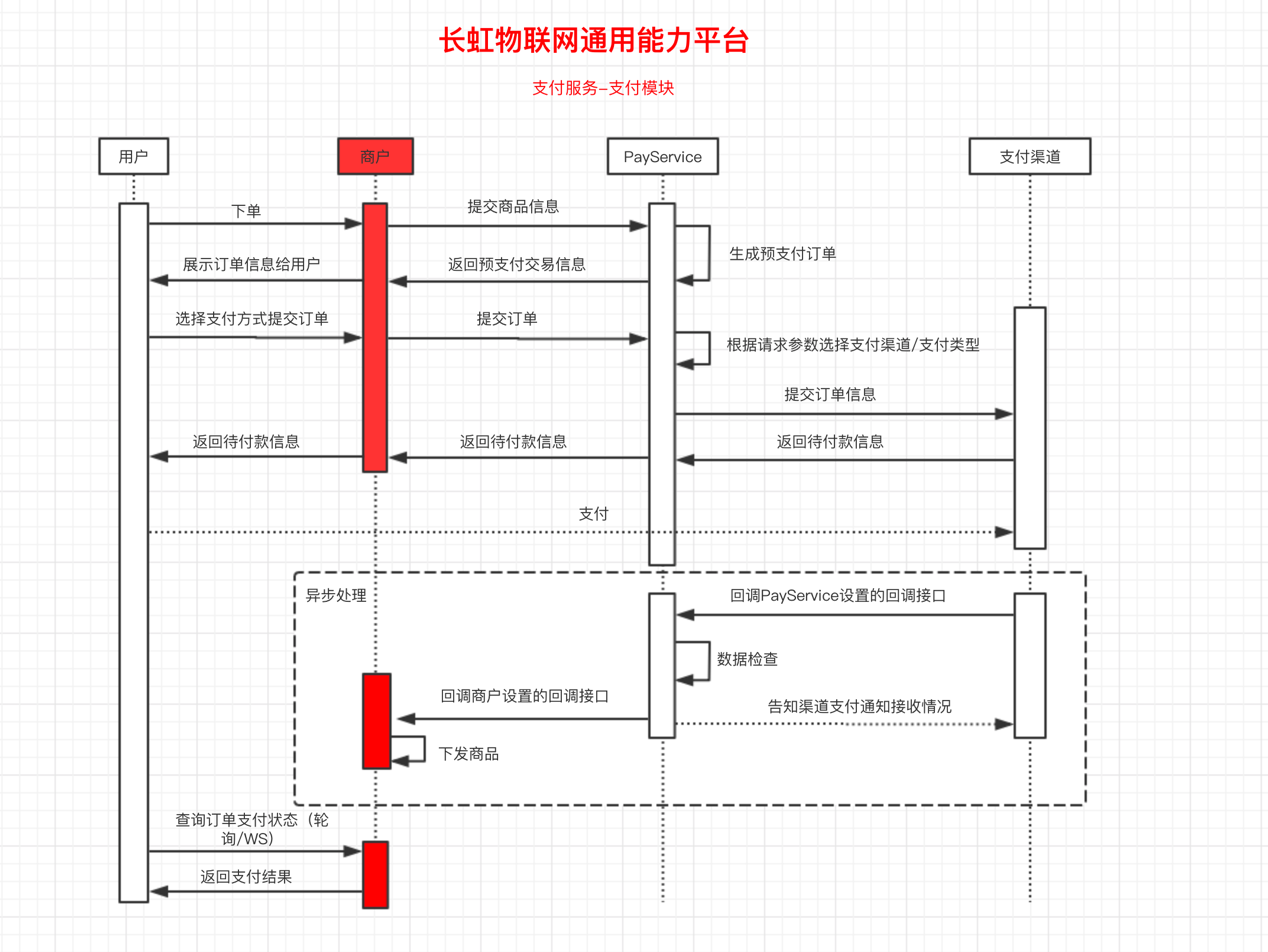 长虹物联网通用能力平台
支付服务–支付模块
用户
商户
PayService
支付渠道
下单
提交商品信息
生成预支付订单
展示订单信息给用户
返回预支付交易信息
选择支付方式提交订单
提交订单
根据请求参数选择支付渠道/支付类型
提交订单信息
返回待付款信息
返回待付款信息
返回待付款信息
支付
异步处理
回调PayService设置的回调接口
数据检查
回调商户设置的回调接口
告知渠道支付通知接收情况
下发商品
查询订单支付状态（轮
询/WS）
返回支付结果